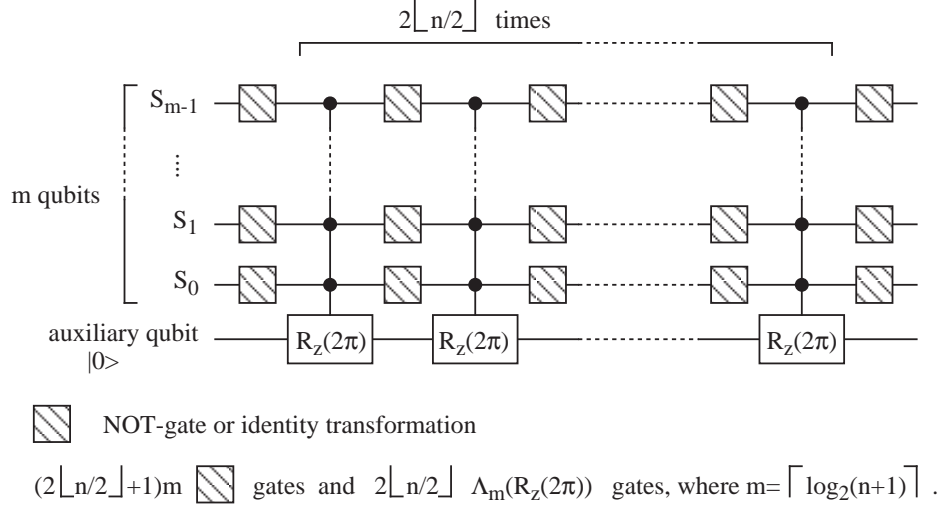 2⌊n/2⌋ times
S_{m-1}
⋮
m qubits
S_1
S_0
auxiliary qubit
|0>
R_z(2π) R_z(2π) R_z(2π)
NOT-gate or identity transformation
(2⌊n/2⌋+1)m gates and 2⌊n/2⌋ Λ_m(R_z(2π)) gates, where m=⌈log_2(n+1)⌉ .